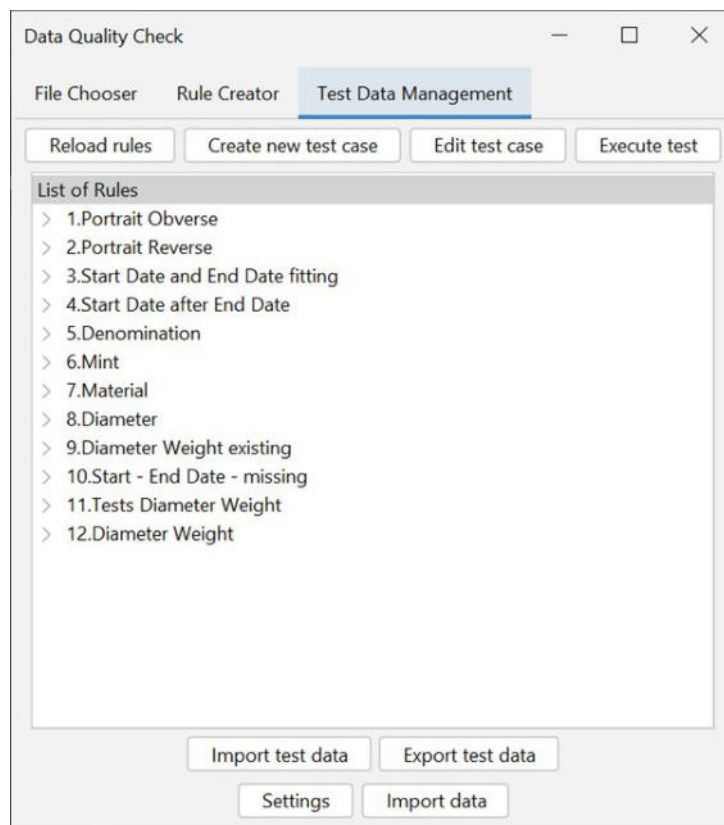 Data Quality Check
File Chooser Rule Creator Test Data Management
Reload rules Create new test case Edit test case Execute test
List of Rules
1.Portrait Obverse
2.Portrait Reverse
3.Start Date and End Date fitting
4.Start Date after End Date
5.Denomination
6.Mint
7.Material
8.Diameter
9.Diameter Weight existing
10.Start - End Date - missing
11.Tests Diameter Weight
12.Diameter Weight
Import test data Export test data
Settings Import data